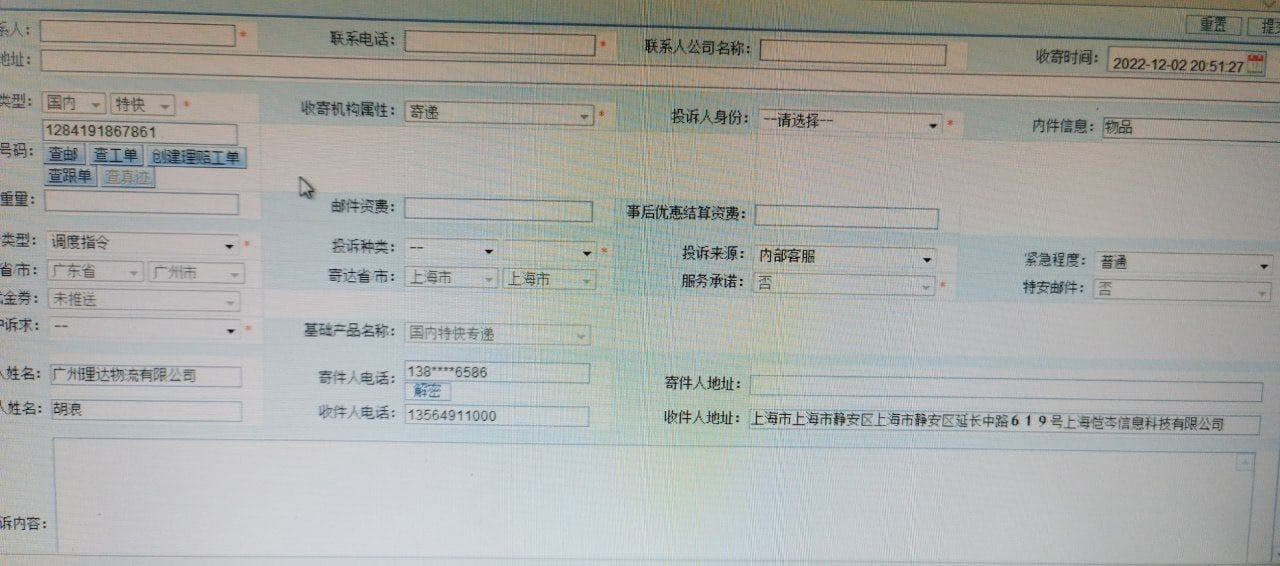 重置 提交
系人： * 联系电话： * 联系人公司名称： 收寄时间： 2022-12-02 20:51:27
地址：
类型： 国内 特快 * 收寄机构属性： 寄递 * 投诉人身份： --请选择-- * 内件信息： 物品
1284191867861
号码： 查邮 查工单 创建理赔工单
查跟单 查真迹
重量： 邮件资费： 事后优惠结算资费：
类型： 调度指令 * 投诉种类： -- * 投诉来源： 内部客服 紧急程度： 普通
省/市： 广东省 广州市 寄达省/市： 上海市 上海市 服务承诺： 否 * 特安邮件： 否
金券： 未推送
诉求： -- * 基础产品名称： 国内特快专递
人姓名： 广州理达物流有限公司 寄件人电话： 138****6586 寄件人地址：
解密
人姓名： 胡浪 收件人电话： 13564911000 收件人地址： 上海市上海市静安区上海市静安区延长中路619号上海恺岑信息科技有限公司
诉内容：